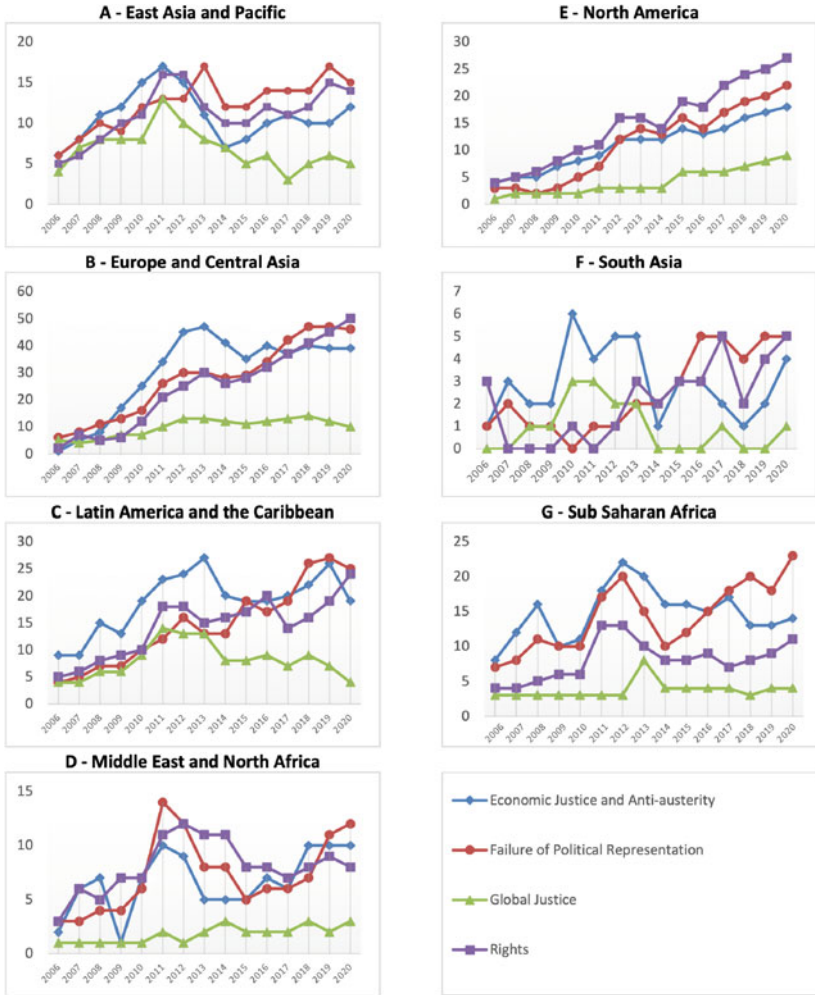 A - East Asia and Pacific
20
15
10
5
0
2006 2007 2008 2009 2010 2011 2012 2013 2014 2015 2016 2017 2018 2019 2020
B - Europe and Central Asia
60
50
40
30
20
10
0
2006 2007 2008 2009 2010 2011 2012 2013 2014 2015 2016 2017 2018 2019 2020
C - Latin America and the Caribbean
30
25
20
15
10
5
0
2006 2007 2008 2009 2010 2011 2012 2013 2014 2015 2016 2017 2018 2019 2020
D - Middle East and North Africa
15
10
5
0
2006 2007 2008 2009 2010 2011 2012 2013 2014 2015 2016 2017 2018 2019 2020
E - North America
30
25
20
15
10
5
0
2006 2007 2008 2009 2010 2011 2012 2013 2014 2015 2016 2017 2018 2019 2020
F - South Asia
7
6
5
4
3
2
1
0
2006 2007 2008 2009 2010 2011 2012 2013 2014 2015 2016 2017 2018 2019 2020
G - Sub Saharan Africa
25
20
15
10
5
0
2006 2007 2008 2009 2010 2011 2012 2013 2014 2015 2016 2017 2018 2019 2020
Economic Justice and Anti-austerity
Failure of Political Representation
Global Justice
Rights